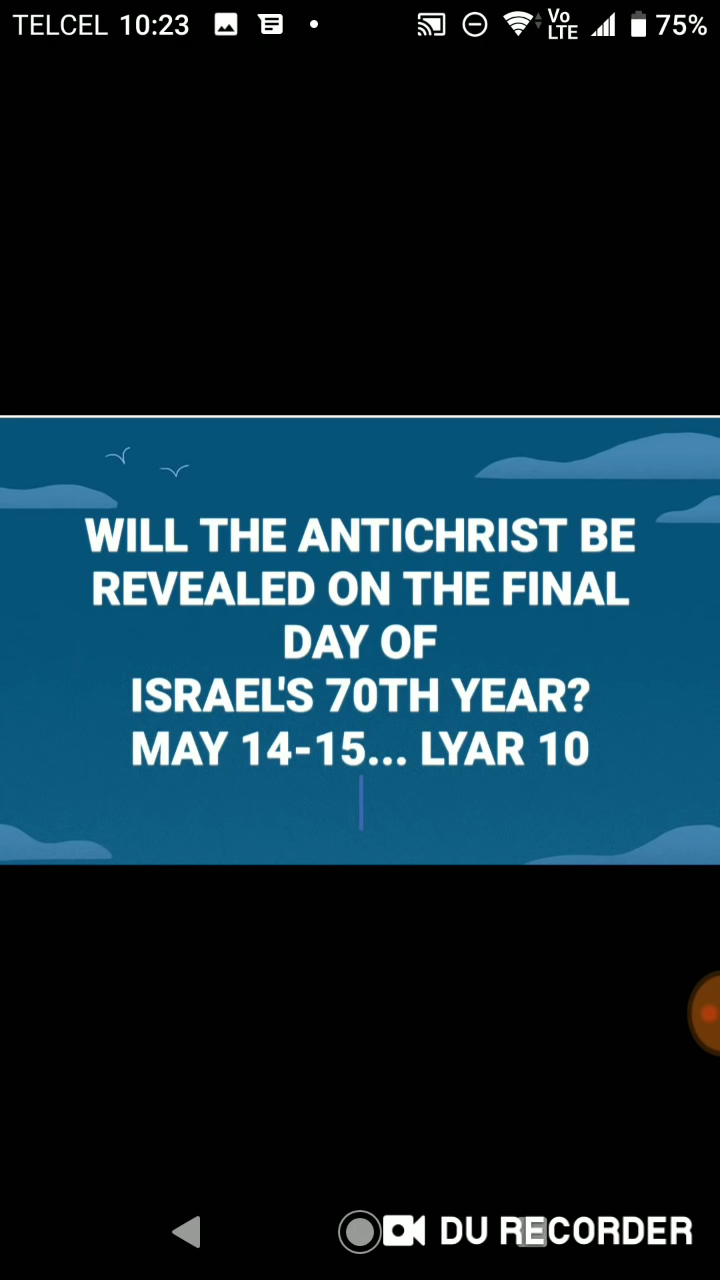 TELCEL 10:23 Vo LTE 75%
WILL THE ANTICHRIST BE
REVEALED ON THE FINAL
DAY OF
ISRAEL'S 70TH YEAR?
MAY 14-15... LYAR 10
DU RECORDER